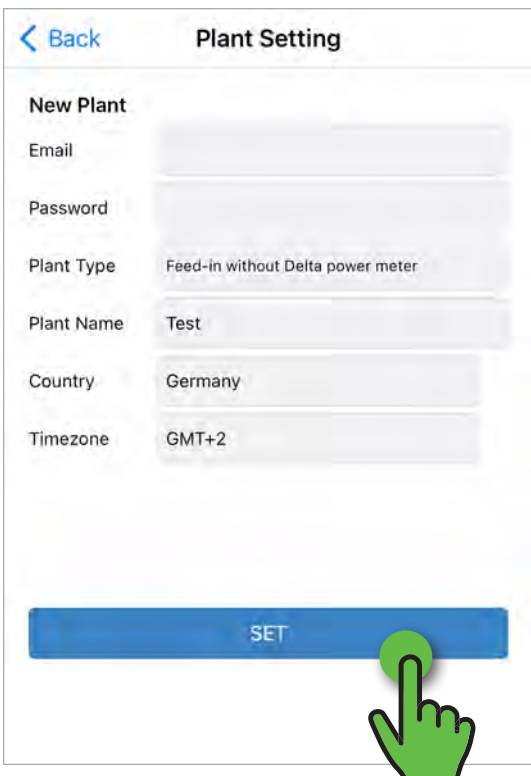 Back
Plant Setting
New Plant
Email
Password
Plant Type Feed-in without Delta power meter
Plant Name Test
Country Germany
Timezone GMT+2
SET